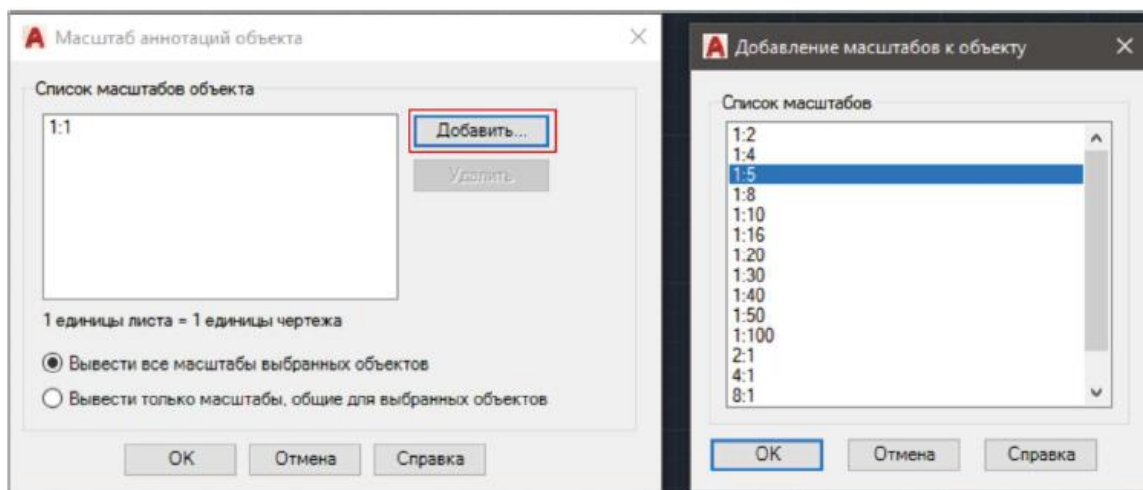 Масштаб аннотаций объекта
Список масштабов объекта
1:1
Добавить...
Удалить
1 единицы листа = 1 единицы чертежа
Вывести все масштабы выбранных объектов
Вывести только масштабы, общие для выбранных объектов
OK
Отмена
Справка
Добавление масштабов к объекту
Список масштабов
1:2
1:4
1:5
1:8
1:10
1:16
1:20
1:30
1:40
1:50
1:100
2:1
4:1
8:1
OK
Отмена
Справка